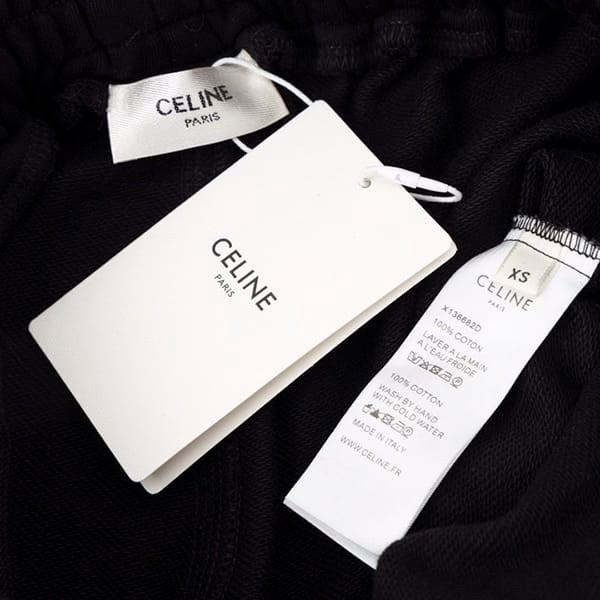 CELINE
PARIS
CELINE
PARIS
XS
CELINE
PARIS
X136682D
100% COTON
LAVER A LA MAIN
A L'EAU FROIDE
100% COTTON
WASH BY HAND
WITH COLD WATER
MADE IN ITALY
WWW.CELINE.FR